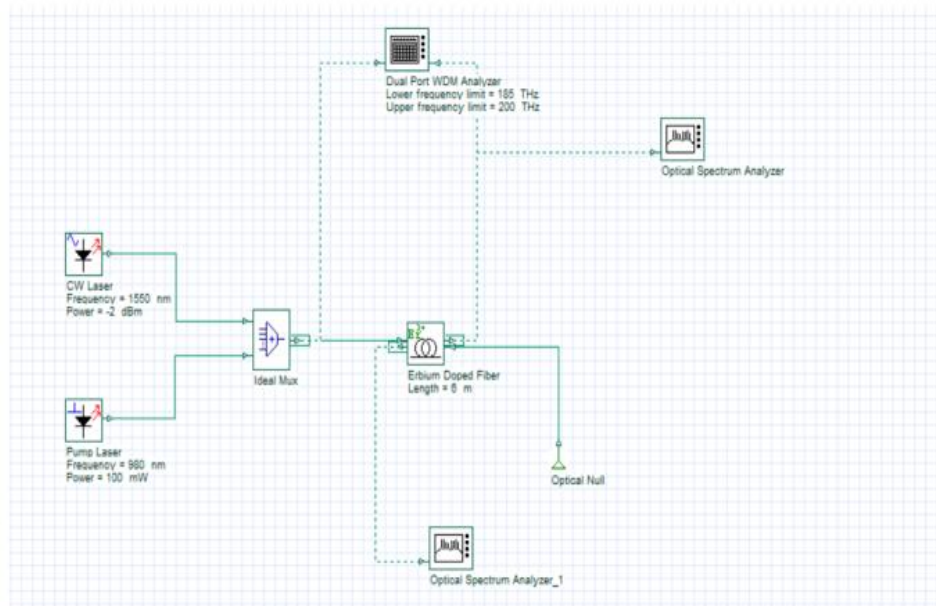 Dual Port WDM Analyzer
Lower frequency limit = 185 THz
Upper frequency limit = 200 THz
Optical Spectrum Analyzer
CW Laser
Frequency = 1550 nm
Power = -2 dBm
Ideal Mux
Erbium Doped Fiber
Length = 6 m
Pump Laser
Frequency = 980 nm
Power = 100 mW
Optical Null
Optical Spectrum Analyzer_1